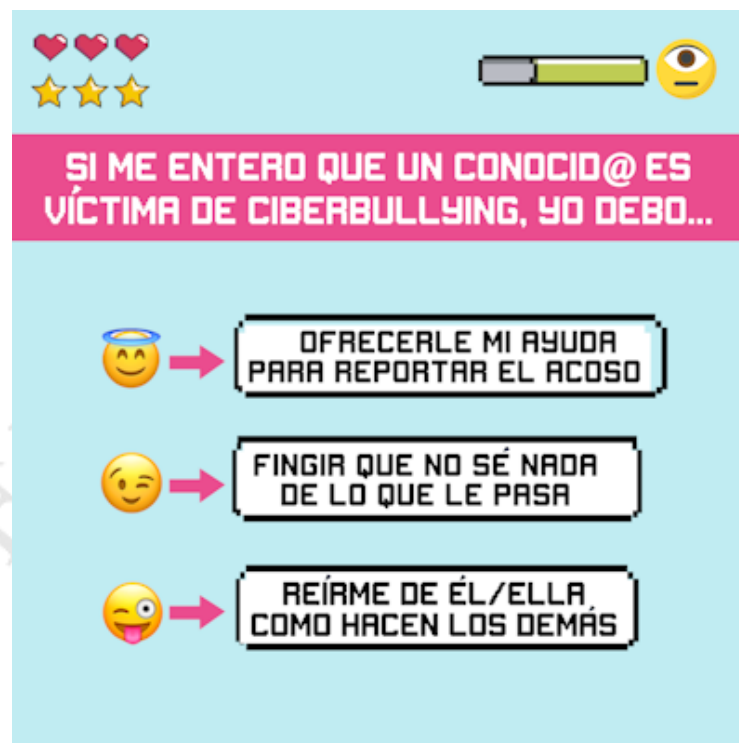 SI ME ENTERO QUE UN CONOCID@ ES
VÍCTIMA DE CIBERBULLYING, YO DEBO...
OFRECERLE MI AYUDA
PARA REPORTAR EL ACOSO
FINGIR QUE NO SÉ NADA
DE LO QUE LE PASA
REÍRME DE ÉL/ELLA
COMO HACEN LOS DEMÁS